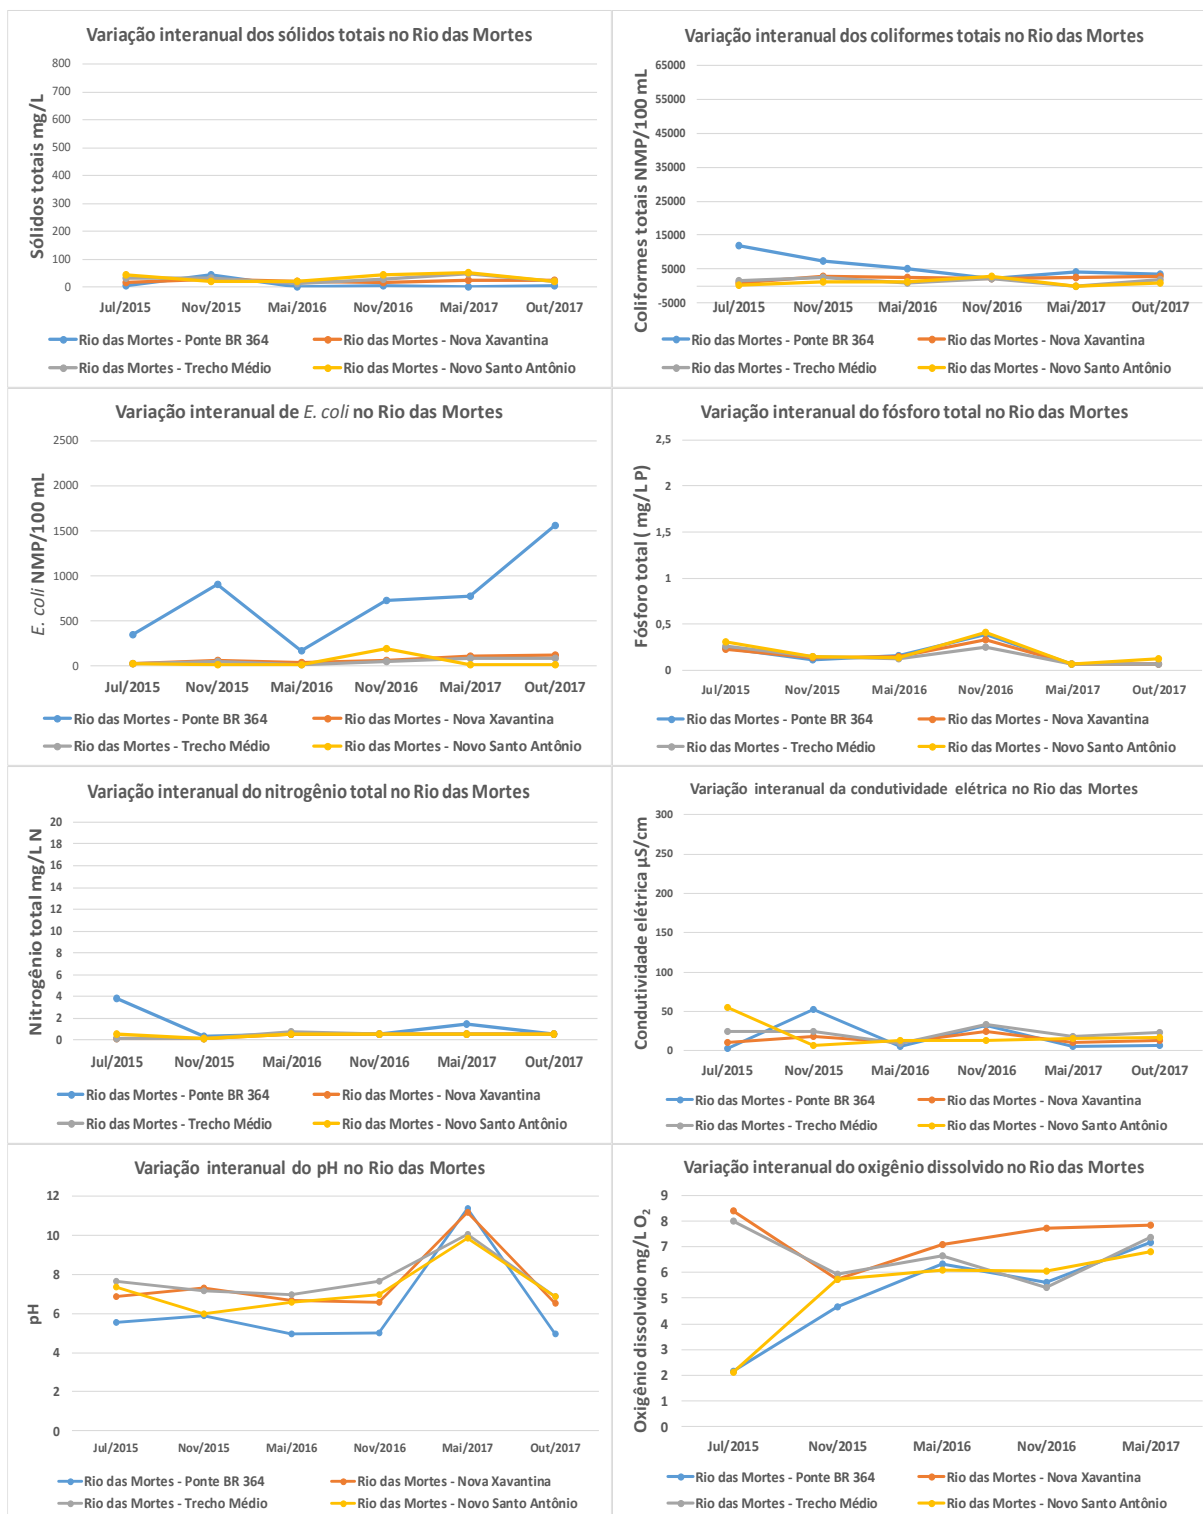 Variação interanual dos sólidos totais no Rio das Mortes
Sólidos totais mg/L
800
700
600
500
400
300
200
100
0
Jul/2015 Nov/2015 Mai/2016 Nov/2016 Mai/2017 Out/2017
Rio das Mortes - Ponte BR 364 Rio das Mortes - Nova Xavantina
Rio das Mortes - Trecho Médio Rio das Mortes - Novo Santo Antônio
Variação interanual dos coliformes totais no Rio das Mortes
Coliformes totais NMP/100 mL
65000
55000
45000
35000
25000
15000
5000
-5000
Jul/2015 Nov/2015 Mai/2016 Nov/2016 Mai/2017 Out/2017
Rio das Mortes - Ponte BR 364 Rio das Mortes - Nova Xavantina
Rio das Mortes - Trecho Médio Rio das Mortes - Novo Santo Antônio
Variação interanual de E. coli no Rio das Mortes
E. coli NMP/100 mL
2500
2000
1500
1000
500
0
Jul/2015 Nov/2015 Mai/2016 Nov/2016 Mai/2017 Out/2017
Rio das Mortes - Ponte BR 364 Rio das Mortes - Nova Xavantina
Rio das Mortes - Trecho Médio Rio das Mortes - Novo Santo Antônio
Variação interanual do fósforo total no Rio das Mortes
Fósforo total ( mg/L P)
2,5
2
1,5
1
0,5
0
Jul/2015 Nov/2015 Mai/2016 Nov/2016 Mai/2017 Out/2017
Rio das Mortes - Ponte BR 364 Rio das Mortes - Nova Xavantina
Rio das Mortes - Trecho Médio Rio das Mortes - Novo Santo Antônio
Variação interanual do nitrogênio total no Rio das Mortes
Nitrogênio total mg/L N
20
18
16
14
12
10
8
6
4
2
0
Jul/2015 Nov/2015 Mai/2016 Nov/2016 Mai/2017 Out/2017
Rio das Mortes - Ponte BR 364 Rio das Mortes - Nova Xavantina
Rio das Mortes - Trecho Médio Rio das Mortes - Novo Santo Antônio
Variação interanual da condutividade elétrica no Rio das Mortes
Condutividade elétrica µS/cm
300
250
200
150
100
50
0
Jul/2015 Nov/2015 Mai/2016 Nov/2016 Mai/2017 Out/2017
Rio das Mortes - Ponte BR 364 Rio das Mortes - Nova Xavantina
Rio das Mortes - Trecho Médio Rio das Mortes - Novo Santo Antônio
Variação interanual do pH no Rio das Mortes
pH
12
10
8
6
4
2
0
Jul/2015 Nov/2015 Mai/2016 Nov/2016 Mai/2017 Out/2017
Rio das Mortes - Ponte BR 364 Rio das Mortes - Nova Xavantina
Rio das Mortes - Trecho Médio Rio das Mortes - Novo Santo Antônio
Variação interanual do oxigênio dissolvido no Rio das Mortes
Oxigênio dissolvido mg/L O₂
9
8
7
6
5
4
3
2
1
0
Jul/2015 Nov/2015 Mai/2016 Nov/2016 Mai/2017
Rio das Mortes - Ponte BR 364 Rio das Mortes - Nova Xavantina
Rio das Mortes - Trecho Médio Rio das Mortes - Novo Santo Antônio